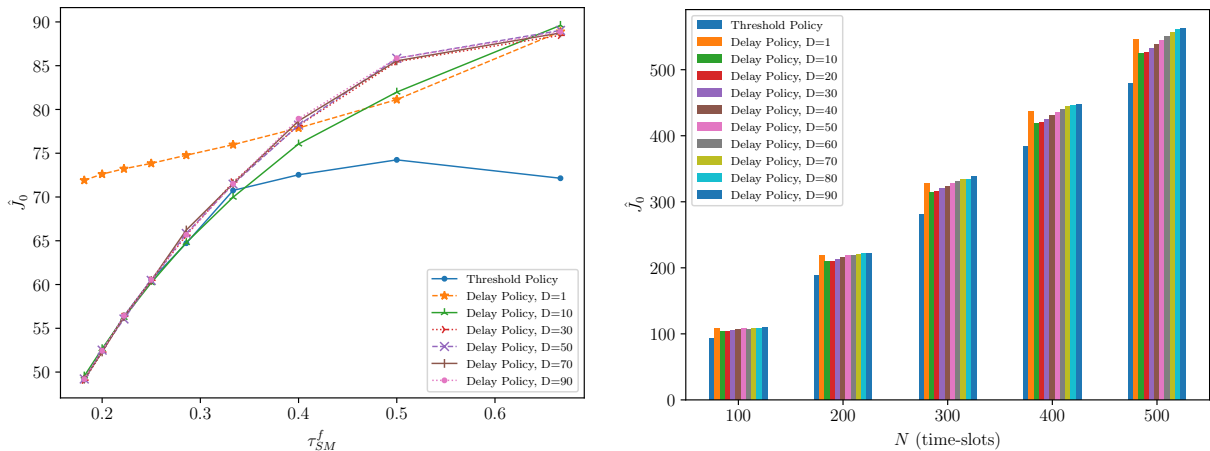 90
85
80
75
70
65
60
55
50
Ĵ₀
0.2
0.3
0.4
0.5
0.6
τ^f_{SM}
Threshold Policy
Delay Policy, D=1
Delay Policy, D=10
Delay Policy, D=30
Delay Policy, D=50
Delay Policy, D=70
Delay Policy, D=90
500
400
300
200
100
0
Ĵ₀
100
200
300
400
500
N (time-slots)
Threshold Policy
Delay Policy, D=1
Delay Policy, D=10
Delay Policy, D=20
Delay Policy, D=30
Delay Policy, D=40
Delay Policy, D=50
Delay Policy, D=60
Delay Policy, D=70
Delay Policy, D=80
Delay Policy, D=90